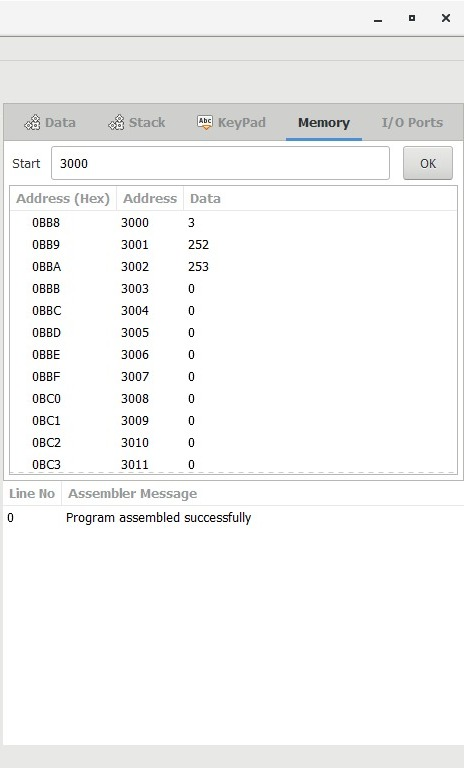 Data Stack Abc KeyPad Memory I/O Ports
Start 3000 OK
Address (Hex) Address Data
0BB8 3000 3
0BB9 3001 252
0BBA 3002 253
0BBB 3003 0
0BBC 3004 0
0BBD 3005 0
0BBE 3006 0
0BBF 3007 0
0BC0 3008 0
0BC1 3009 0
0BC2 3010 0
0BC3 3011 0
Line No Assembler Message
0 Program assembled successfully